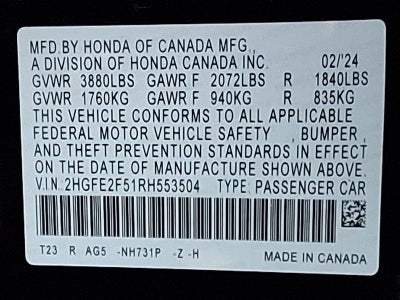 MFD.BY HONDA OF CANADA MFG.,
A DIVISION OF HONDA CANADA INC. 02/'24
GVWR 3880LBS GAWR F 2072LBS R 1840LBS
GVWR 1760KG GAWR F 940KG R 835KG
THIS VEHICLE CONFORMS TO ALL APPLICABLE
FEDERAL MOTOR VEHICLE SAFETY , BUMPER ,
AND THEFT PREVENTION STANDARDS IN EFFECT
ON THE DATE OF MANUFACTURE SHOWN ABOVE.
V.I.N. 2HGFE2F51RH553504 TYPE: PASSENGER CAR
T23 R AG5 -NH731P -Z -H MADE IN CANADA